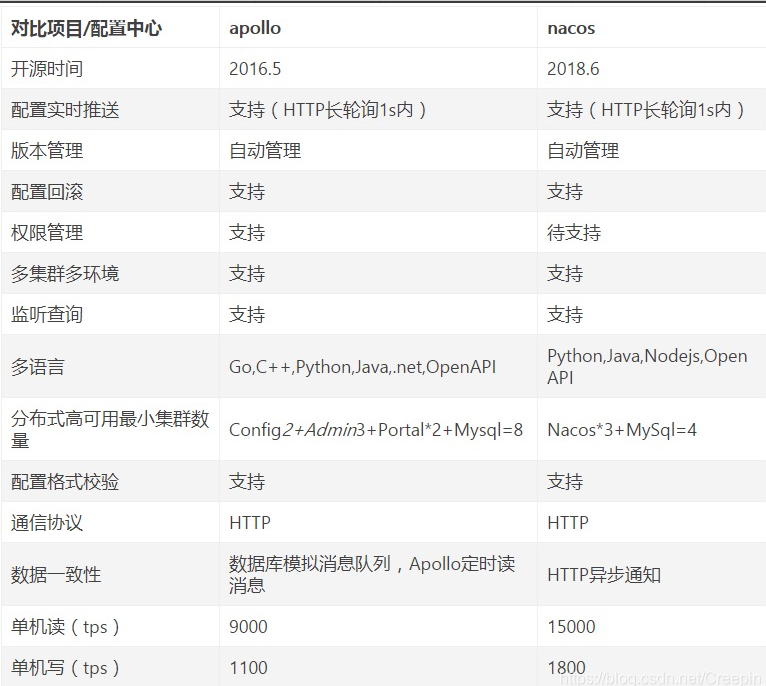 对比项目/配置中心 apollo nacos
开源时间 2016.5 2018.6
配置实时推送 支持（HTTP长轮询1s内） 支持（HTTP长轮询1s内）
版本管理 自动管理 自动管理
配置回滚 支持 支持
权限管理 支持 待支持
多集群多环境 支持 支持
监听查询 支持 支持
多语言 Go,C++,Python,Java,.net,OpenAPI Python,Java,Nodejs,Open
API
分布式高可用最小集群数
量 Config2+Admin3+Portal*2+Mysql=8 Nacos*3+MySql=4
配置格式校验 支持 支持
通信协议 HTTP HTTP
数据一致性 数据库模拟消息队列，Apollo定时读
消息 HTTP异步通知
单机读（tps） 9000 15000
单机写（tps） 1100 1800
https://blog.csdn.net/Creepin